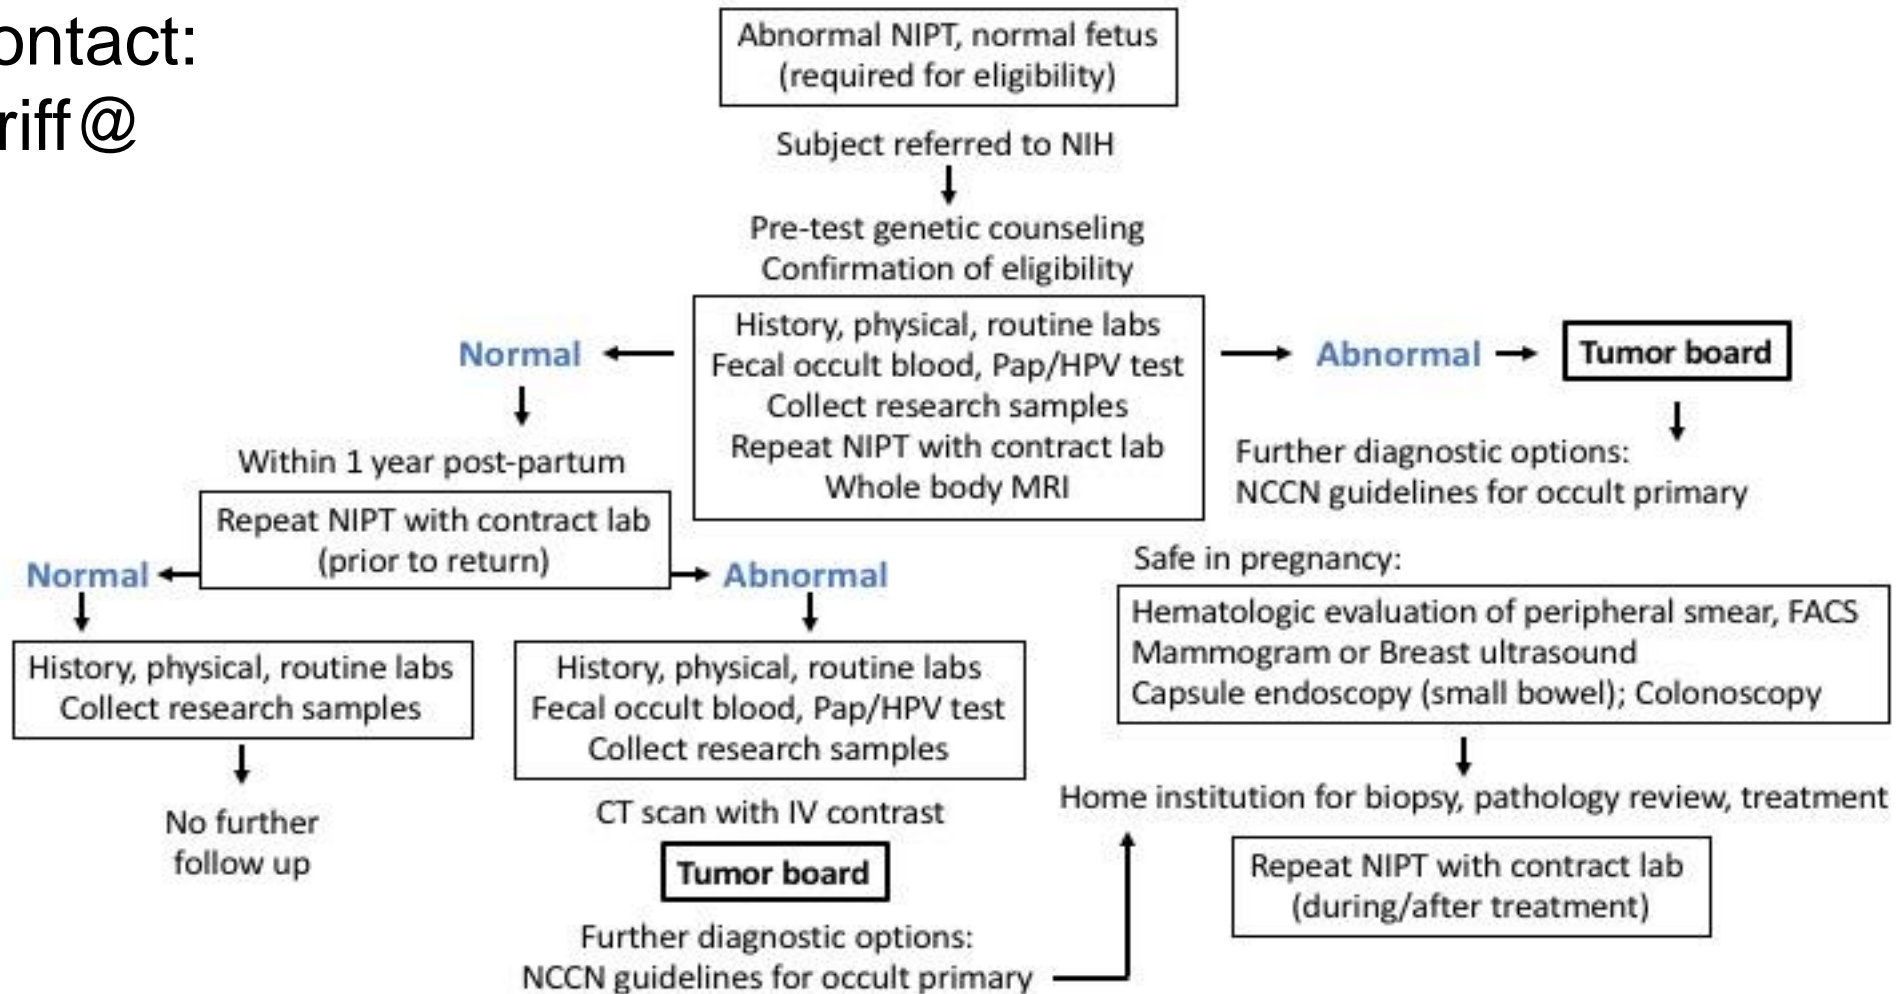 ontact:
riff@
Abnormal NIPT, normal fetus
(required for eligibility)
Subject referred to NIH
Pre-test genetic counseling
Confirmation of eligibility
History, physical, routine labs
Fecal occult blood, Pap/HPV test
Collect research samples
Repeat NIPT with contract lab
Whole body MRI
Normal
Abnormal
Tumor board
Further diagnostic options:
NCCN guidelines for occult primary
Within 1 year post-partum
Repeat NIPT with contract lab
(prior to return)
Normal
Abnormal
History, physical, routine labs
Collect research samples
No further
follow up
History, physical, routine labs
Fecal occult blood, Pap/HPV test
Collect research samples
CT scan with IV contrast
Tumor board
Further diagnostic options:
NCCN guidelines for occult primary
Safe in pregnancy:
Hematologic evaluation of peripheral smear, FACS
Mammogram or Breast ultrasound
Capsule endoscopy (small bowel); Colonoscopy
Home institution for biopsy, pathology review, treatment
Repeat NIPT with contract lab
(during/after treatment)